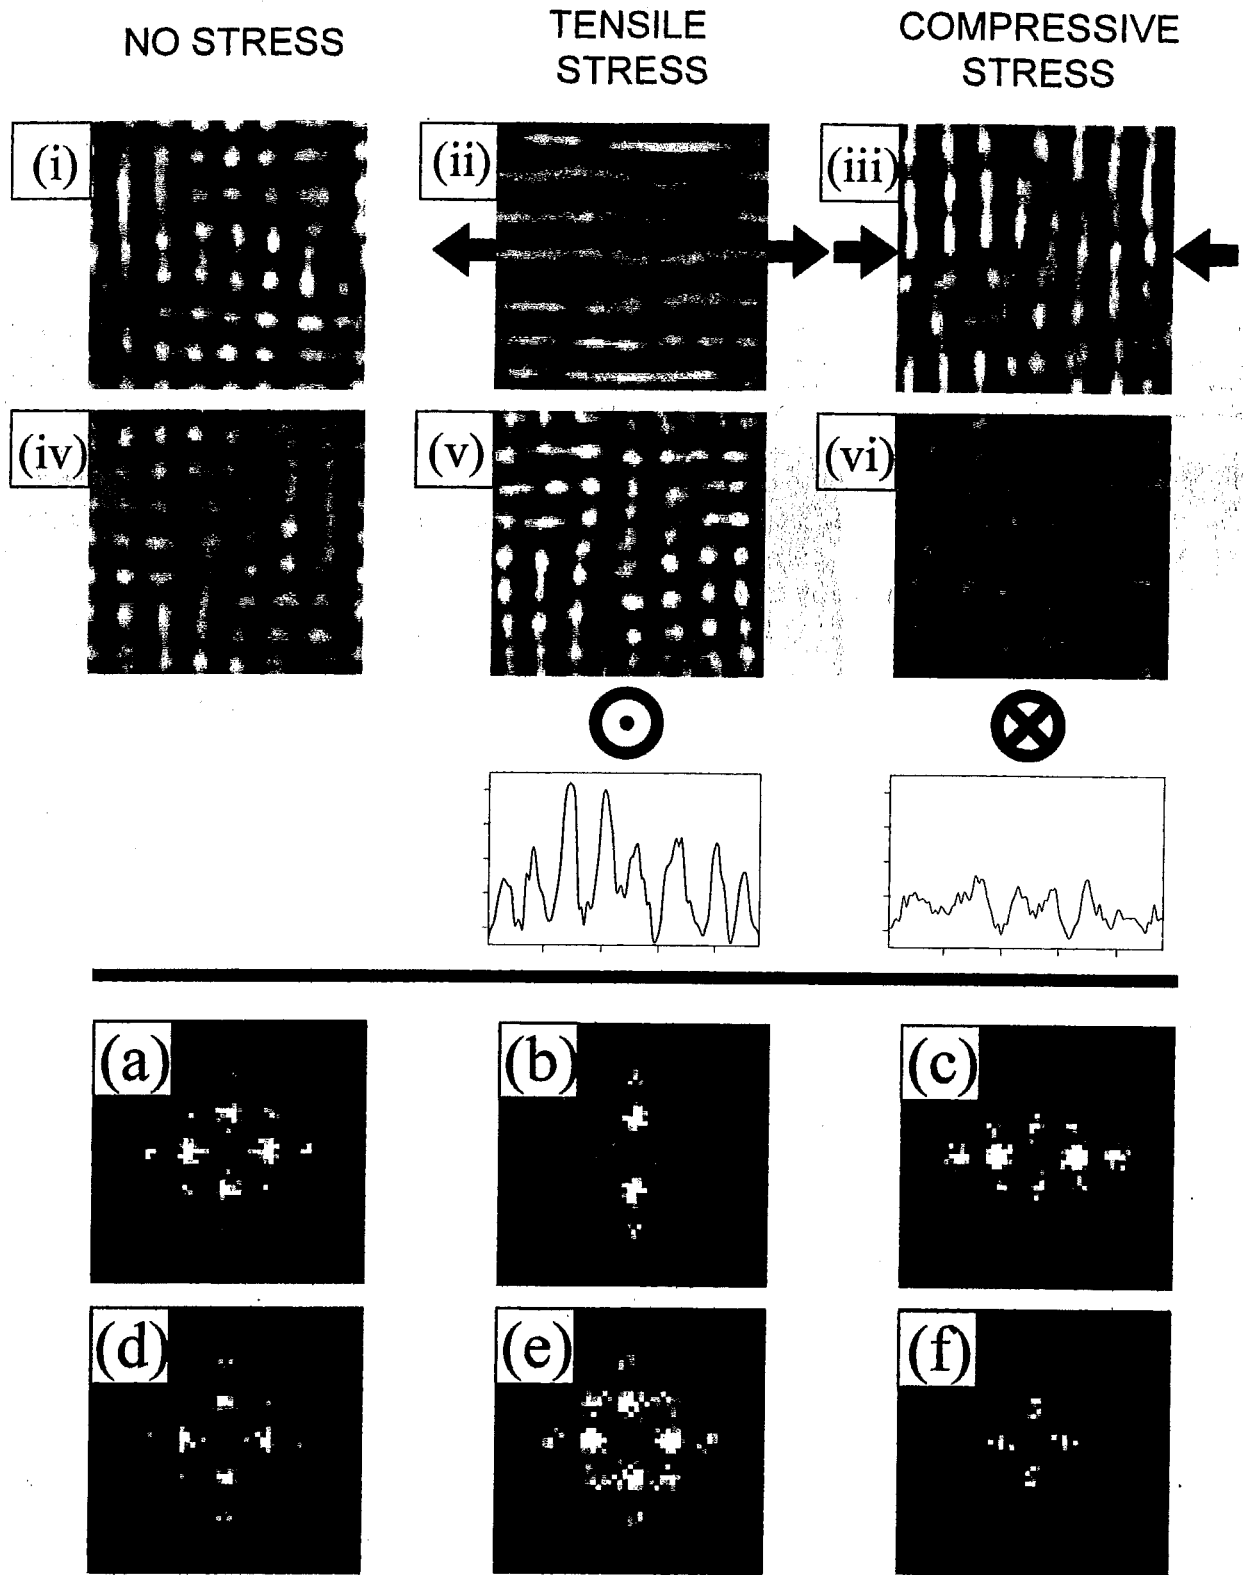 NO STRESS
TENSILE
STRESS
COMPRESSIVE
STRESS
(i)
(ii)
(iii)
(iv)
(v)
(vi)
(a)
(b)
(c)
(d)
(e)
(f)